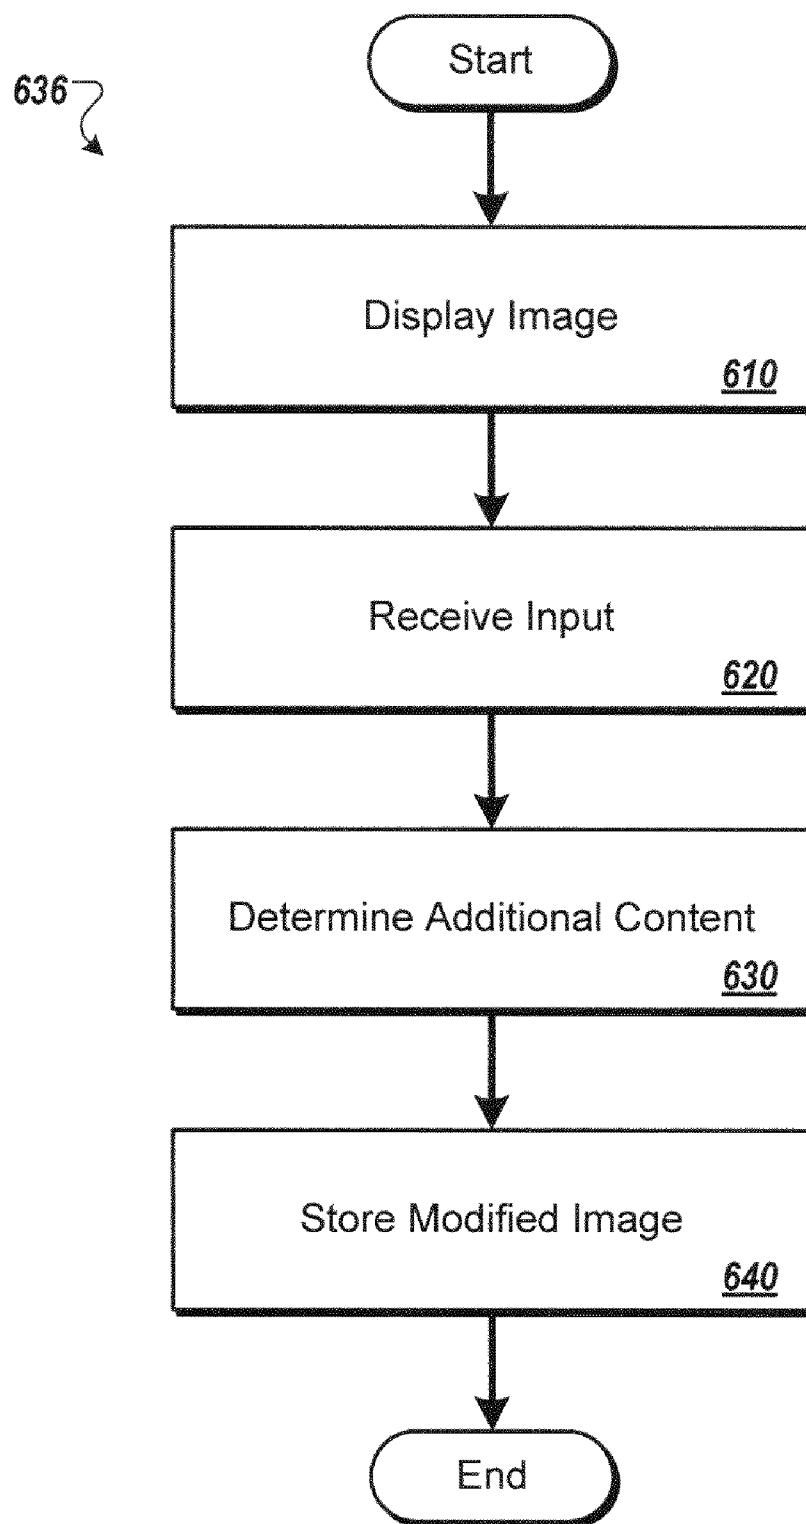 Start
636
Display Image
610
Receive Input
620
Determine Additional Content
630
Store Modified Image
640
End